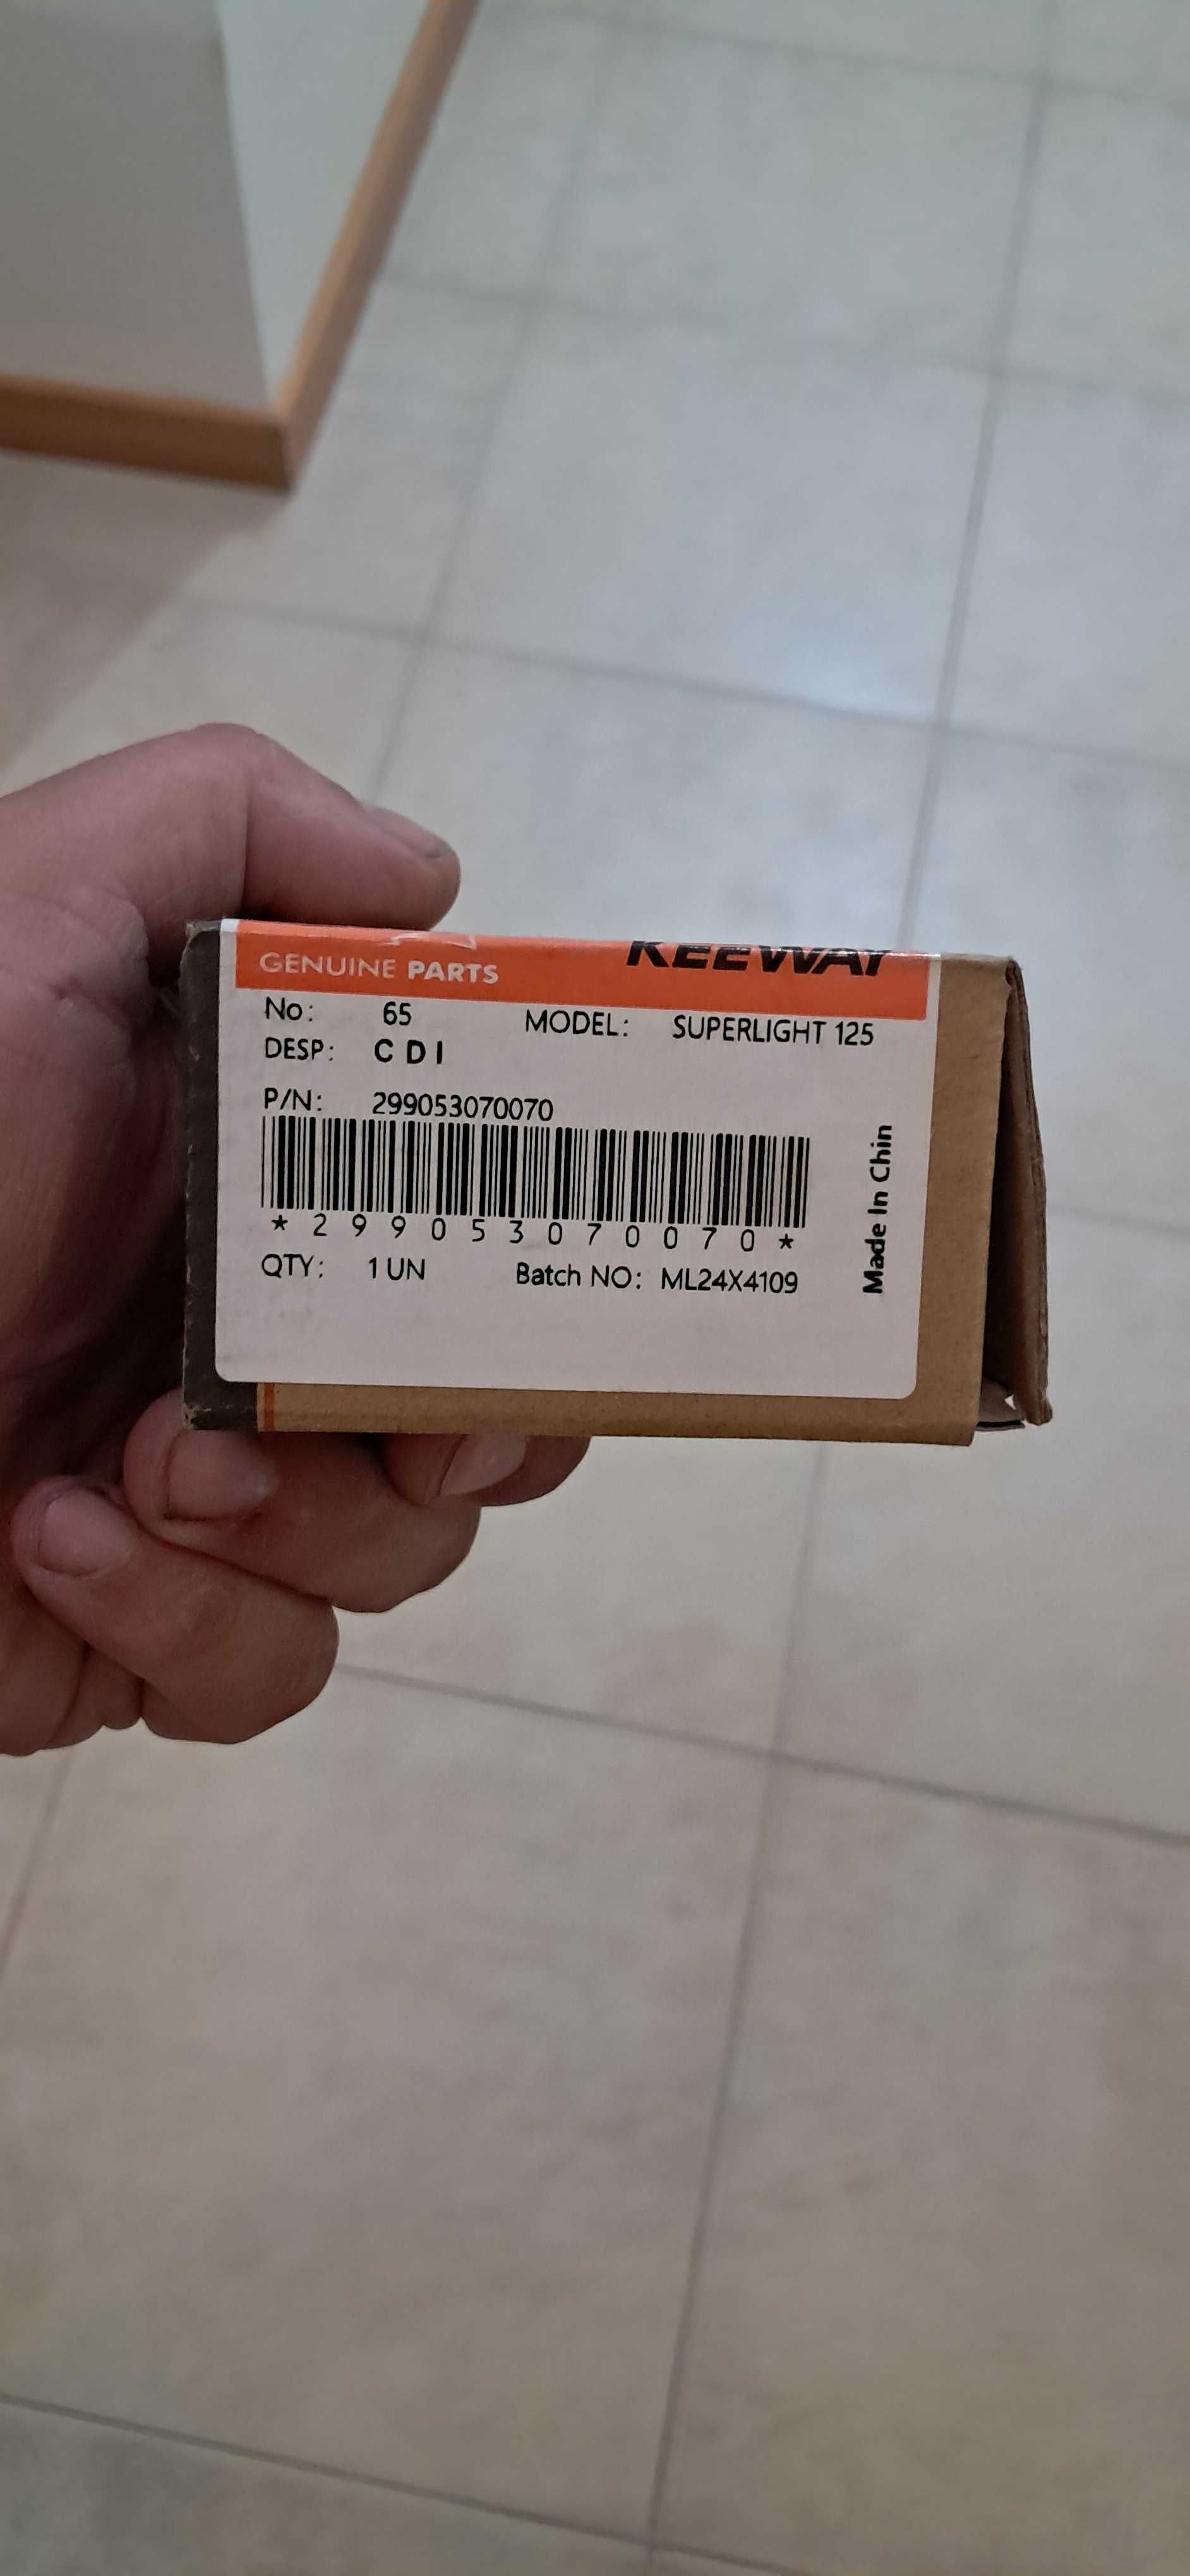 GENUINE PARTS KEEWAY
No: 65 MODEL: SUPERLIGHT 125
DESP: C D I
P/N: 299053070070
*299053070070*
QTY: 1 UN Batch NO: ML24X4109
Made In Chin